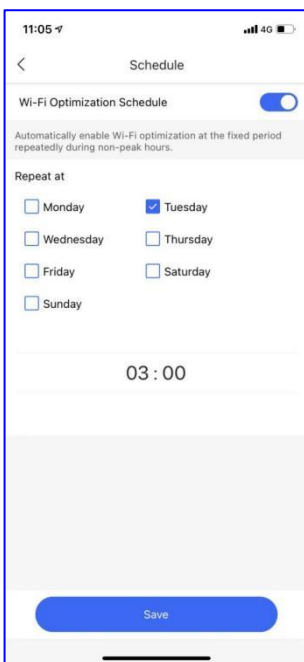 11:05 4G
Schedule
Wi-Fi Optimization Schedule
Automatically enable Wi-Fi optimization at the fixed period
repeatedly during non-peak hours.
Repeat at
Monday Tuesday
Wednesday Thursday
Friday Saturday
Sunday
03 : 00
Save